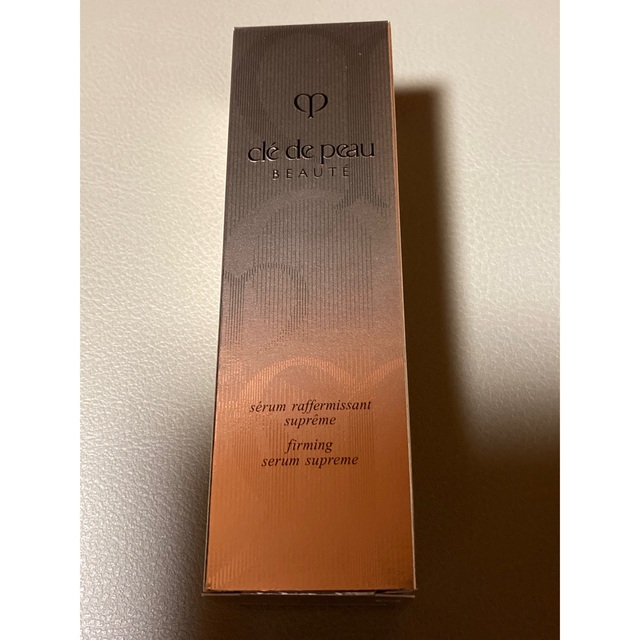 clé de peau
BEAUTÉ
sérum raffermissant
suprême
firming
serum supreme